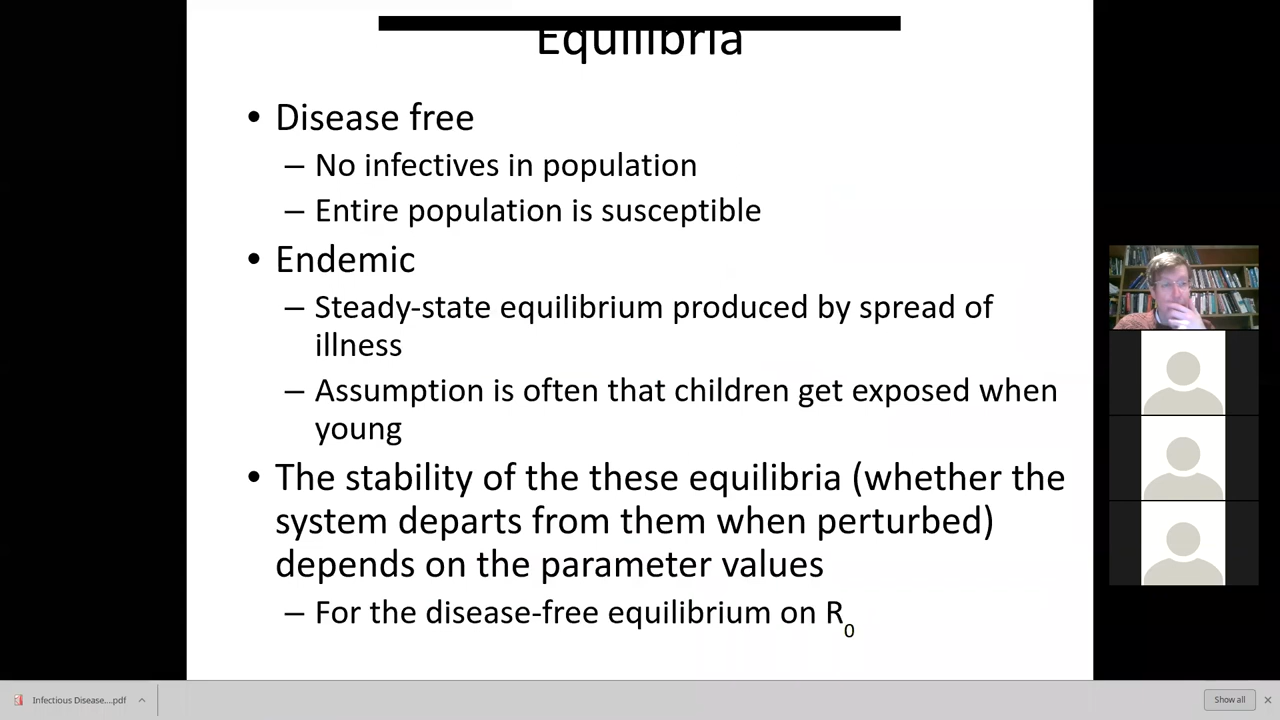 Equilibria
• Disease free
– No infectives in population
– Entire population is susceptible
• Endemic
– Steady-state equilibrium produced by spread of
illness
– Assumption is often that children get exposed when
young
• The stability of the these equilibria (whether the
system departs from them when perturbed)
depends on the parameter values
– For the disease-free equilibrium on R₀
Infectious Disease....pdf
Show all